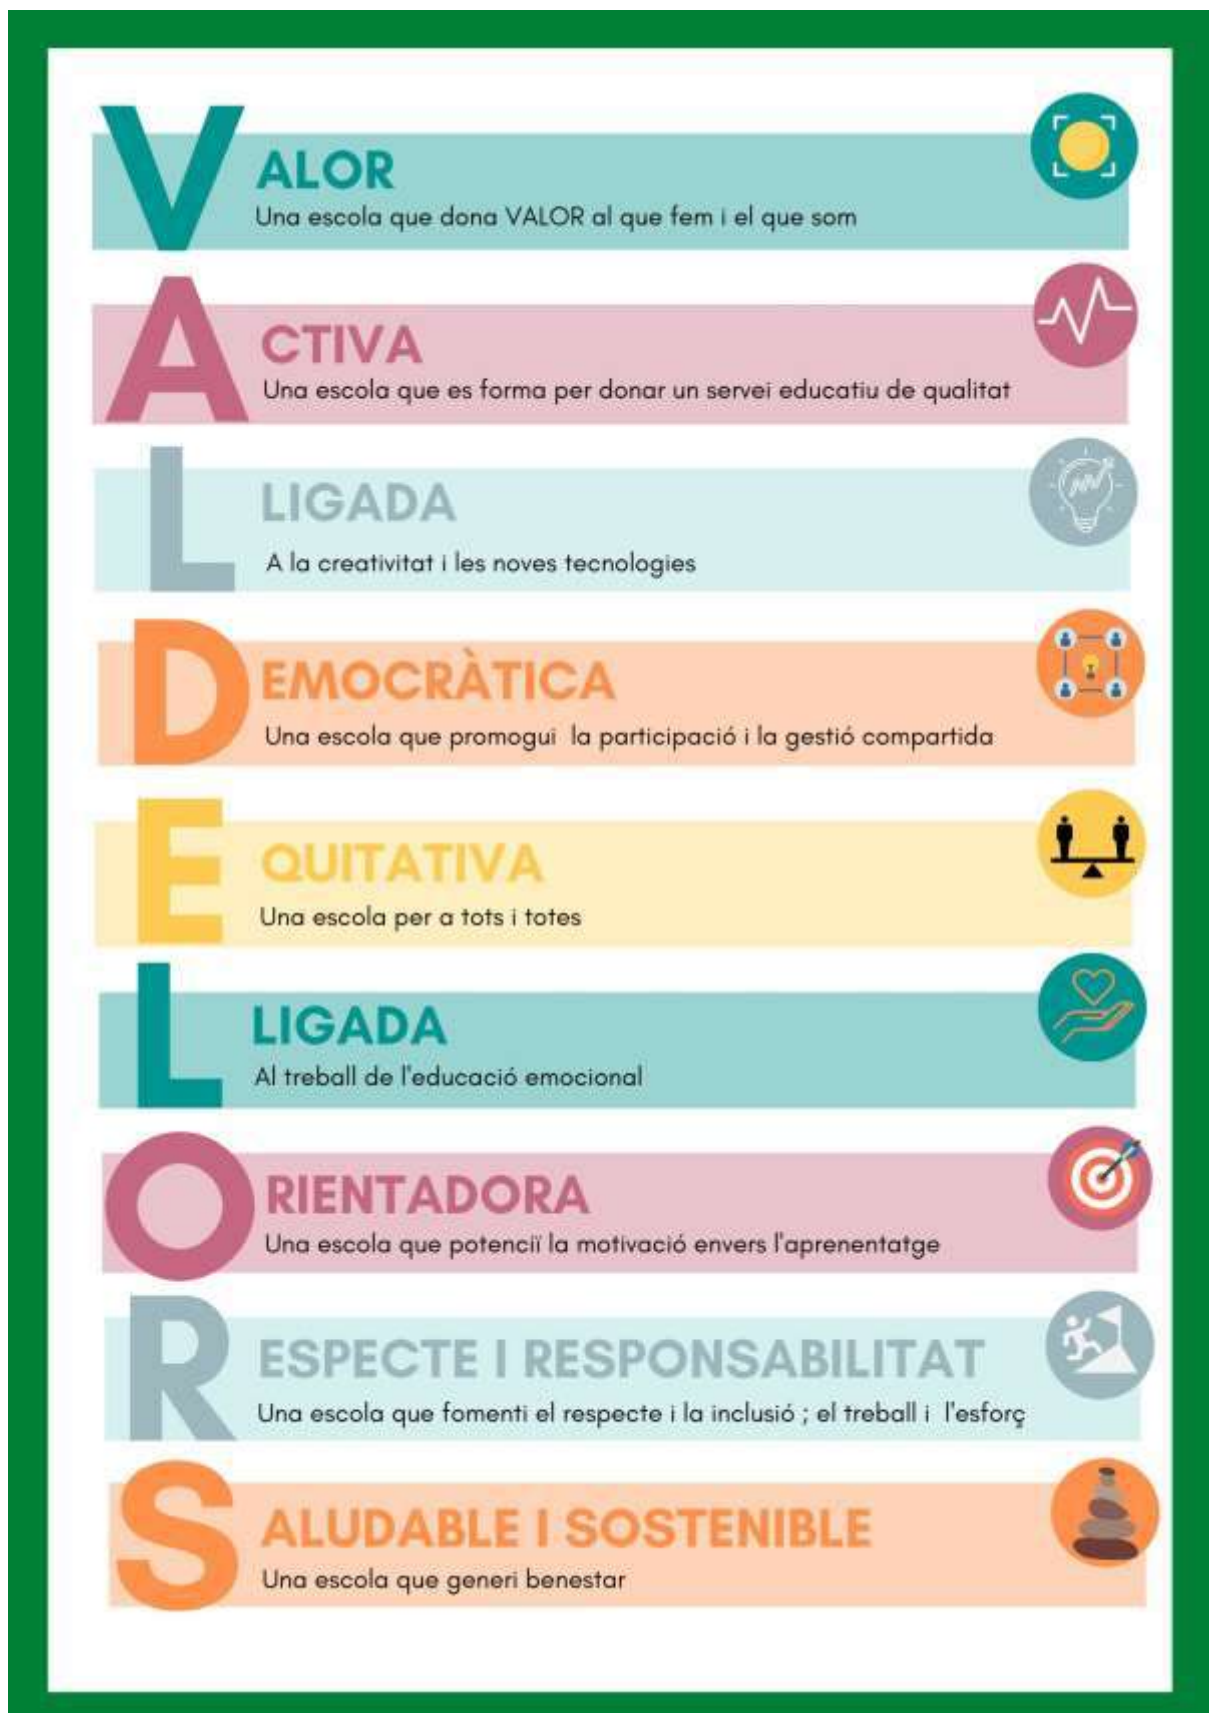 VALOR
Una escola que dona VALOR al que fem i el que som
ACTIVA
Una escola que es forma per donar un servei educatiu de qualitat
L LIGADA
A la creativitat i les noves tecnologies
DEMOCRÀTICA
Una escola que promogui la participació i la gestió compartida
EQUITATIVA
Una escola per a tots i totes
L LIGADA
Al treball de l'educació emocional
ORIENTADORA
Una escola que potenciï la motivació envers l'aprenentatge
RESPECTE I RESPONSABILITAT
Una escola que fomenti el respecte i la inclusió ; el treball i l'esforç
SALUDABLE I SOSTENIBLE
Una escola que generi benestar